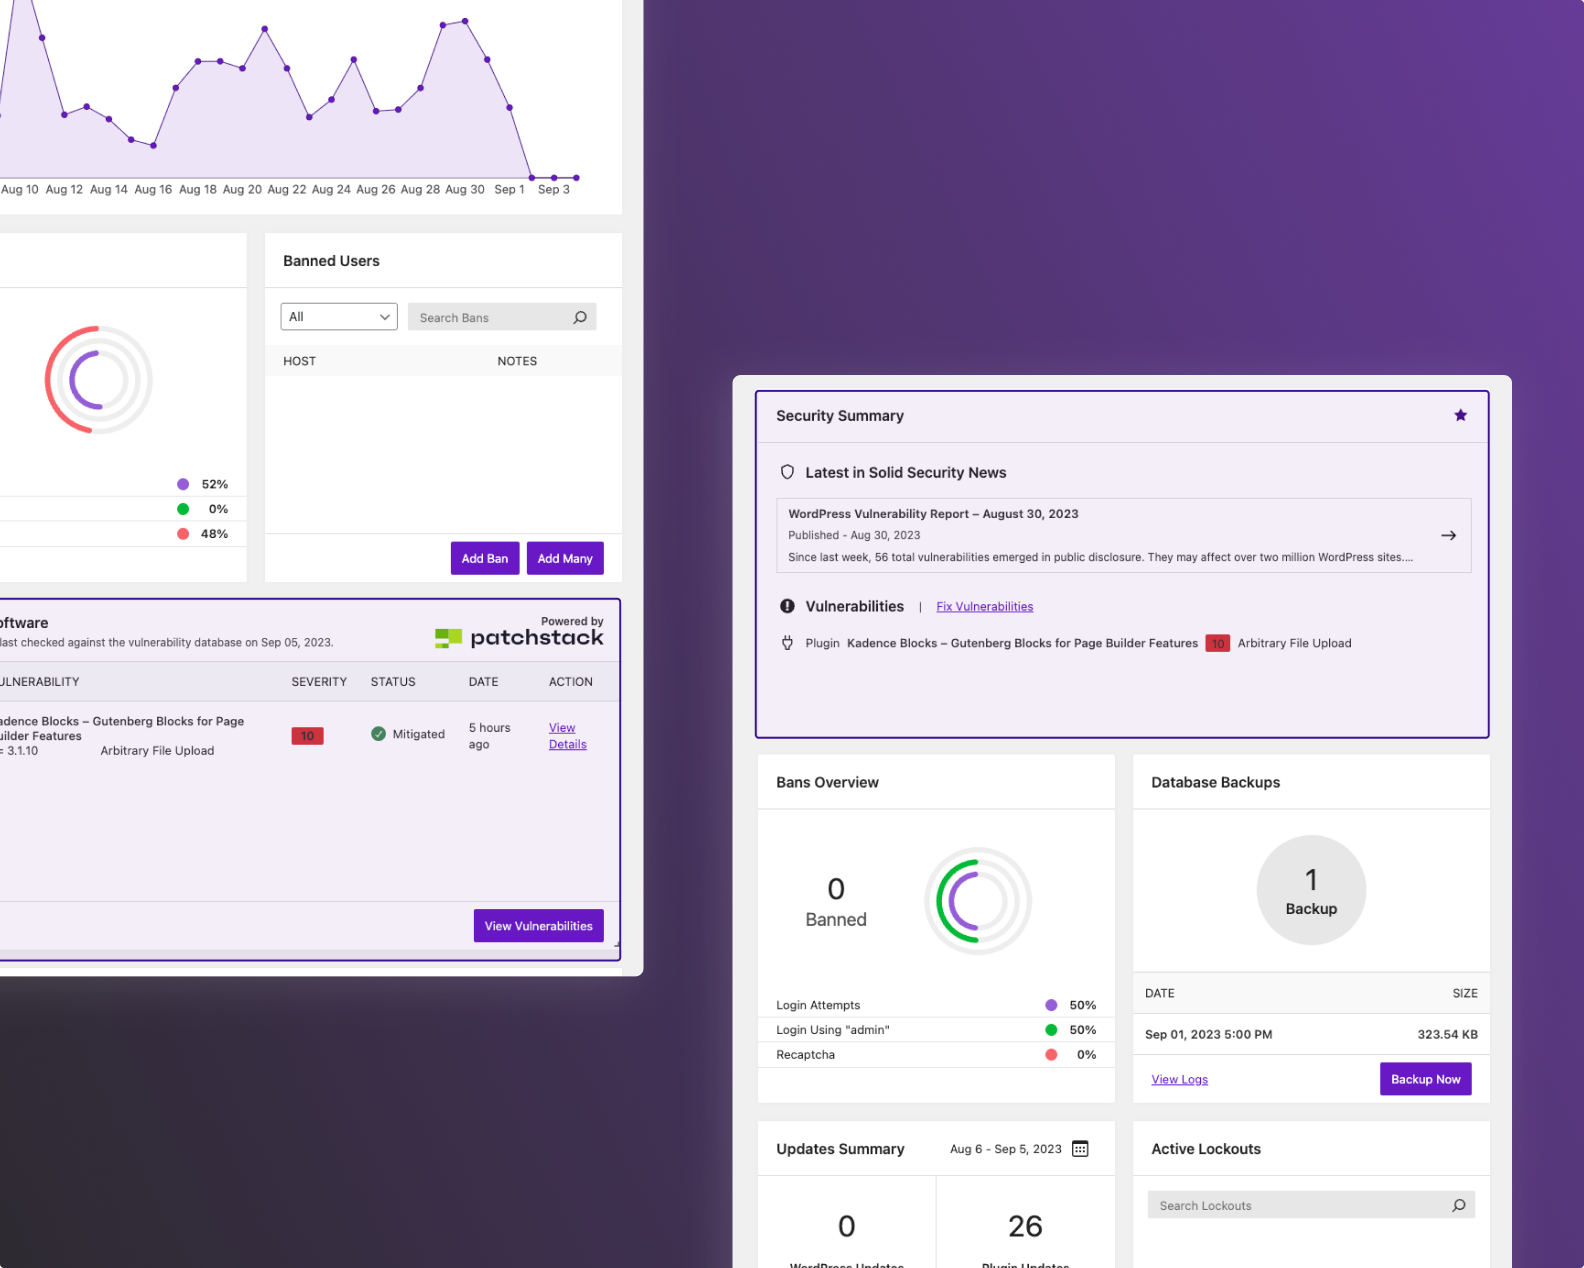 Aug 10 Aug 12 Aug 14 Aug 16 Aug 18 Aug 20 Aug 22 Aug 24 Aug 26 Aug 28 Aug 30 Sep 1 Sep 3
52%
0%
48%
Banned Users
All
Search Bans
HOST NOTES
Add Ban Add Many
oftware
last checked against the vulnerability database on Sep 05, 2023.
Powered by
patchstack
ULNERABILITY SEVERITY STATUS DATE ACTION
adence Blocks – Gutenberg Blocks for Page
uilder Features
= 3.1.10 Arbitrary File Upload
10
Mitigated
5 hours
ago
View
Details
View Vulnerabilities
Security Summary
Latest in Solid Security News
WordPress Vulnerability Report – August 30, 2023
Published - Aug 30, 2023
Since last week, 56 total vulnerabilities emerged in public disclosure. They may affect over two million WordPress sites....
Vulnerabilities | Fix Vulnerabilities
Plugin Kadence Blocks – Gutenberg Blocks for Page Builder Features 10 Arbitrary File Upload
Bans Overview
0
Banned
Login Attempts 50%
Login Using "admin" 50%
Recaptcha 0%
Database Backups
1
Backup
DATE SIZE
Sep 01, 2023 5:00 PM 323.54 KB
View Logs Backup Now
Updates Summary Aug 6 - Sep 5, 2023
0
WordPress Updates
26
Plugin Updates
Active Lockouts
Search Lockouts